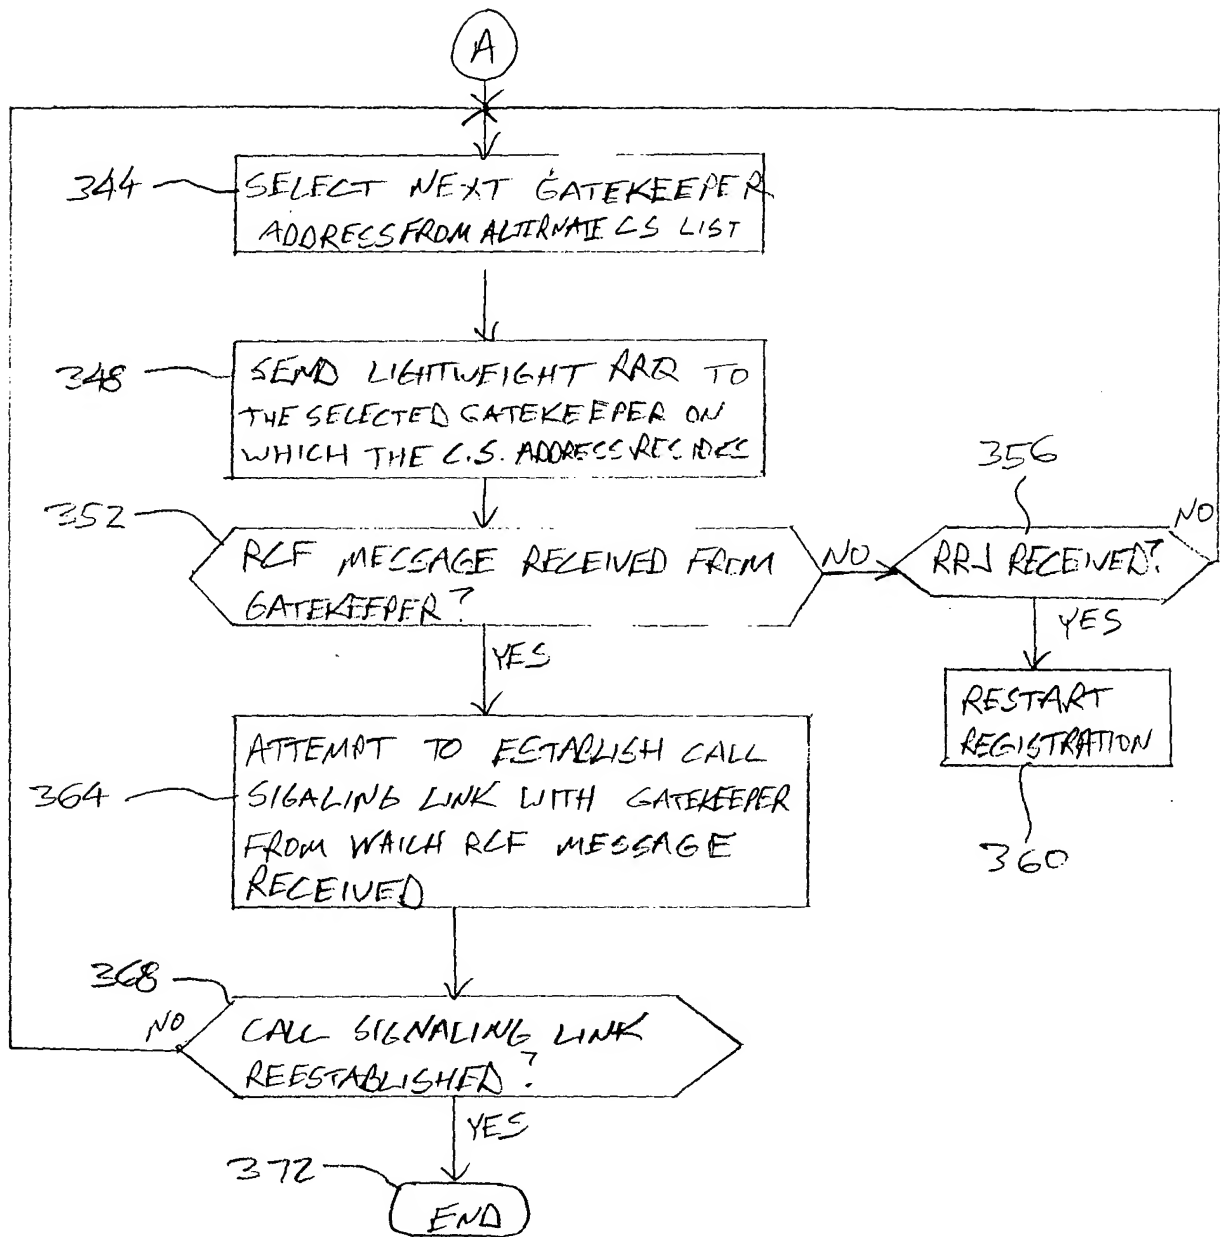 A
344
SELECT NEXT GATEKEEPER
ADDRESS FROM ALTERNATE CS LIST
348
SEND LIGHTWEIGHT RRQ TO
THE SELECTED GATEKEEPER ON
WHICH THE C.S. ADDRESS RESIDES
352
RCF MESSAGE RECEIVED FROM
GATEKEEPER?
NO
356
RRJ RECEIVED?
NO
YES
RESTART
REGISTRATION
360
YES
364
ATTEMPT TO ESTABLISH CALL
SIGALING LINK WITH GATEKEEPER
FROM WHICH RCF MESSAGE
RECEIVED
368
NO
CALL SIGNALING LINK
REESTABLISHED?
YES
372
END